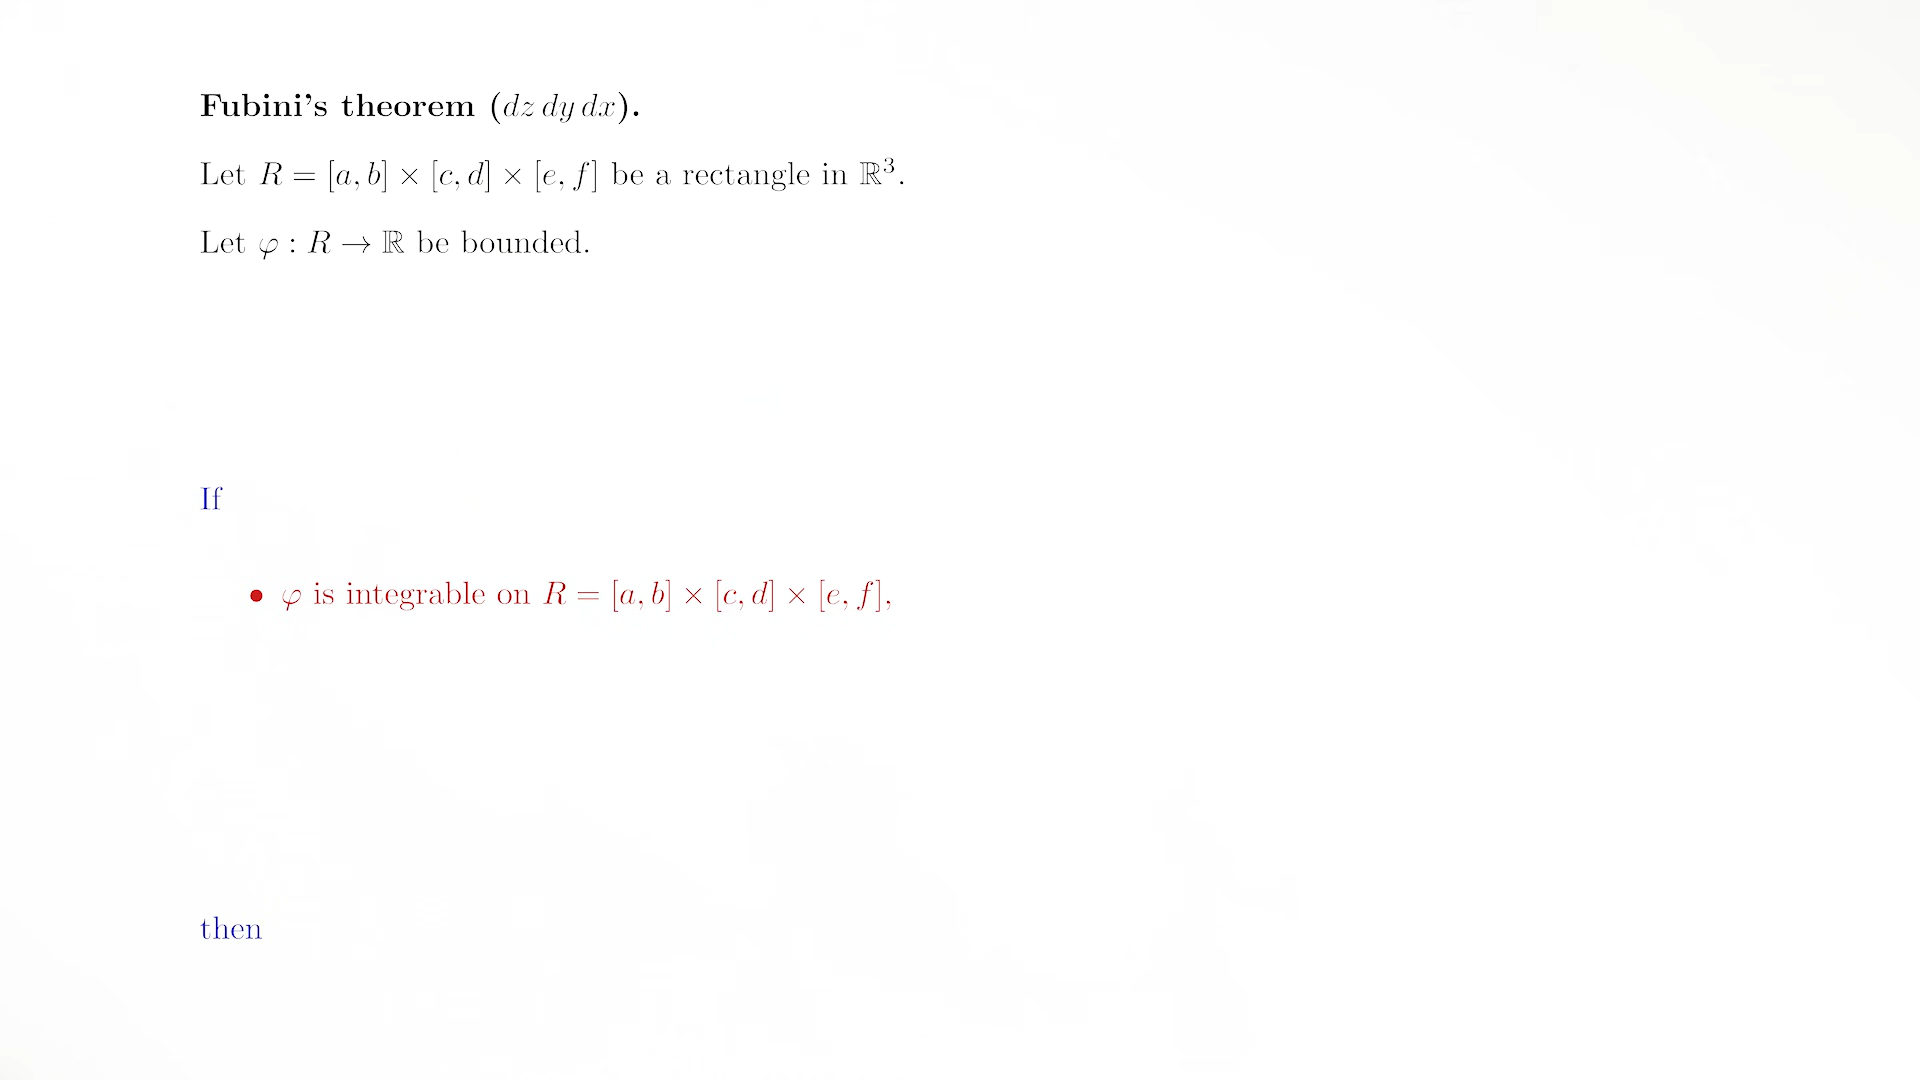 Fubini's theorem (dz dy dx).
Let R = [a, b] × [c, d] × [e, f] be a rectangle in ℝ³.
Let φ : R → ℝ be bounded.
If
• φ is integrable on R = [a, b] × [c, d] × [e, f],
then